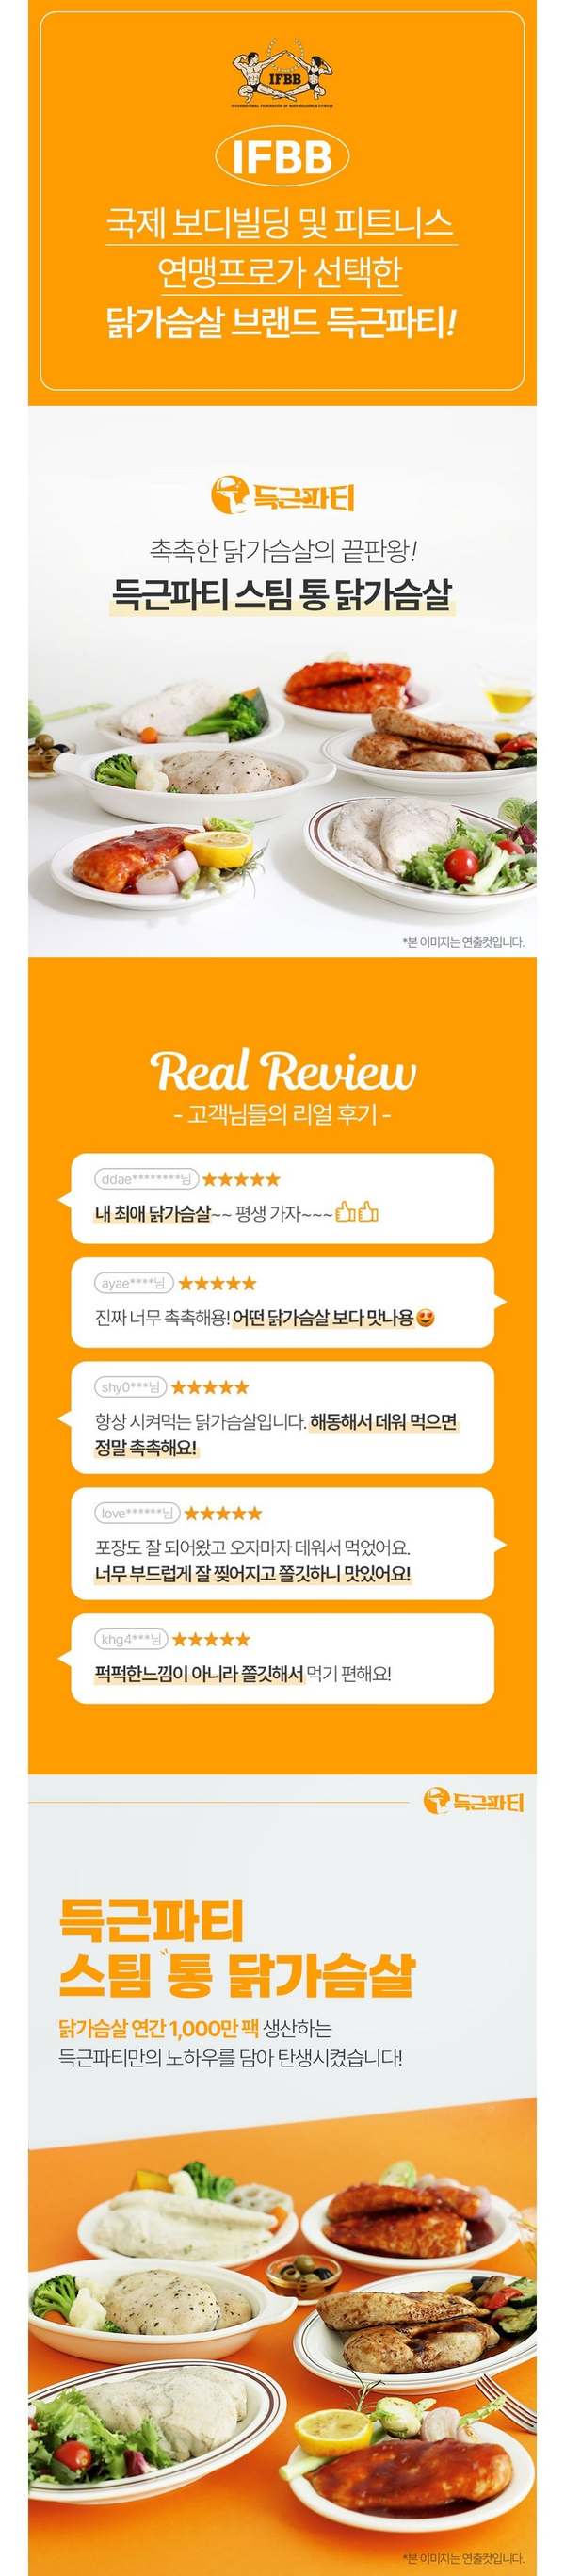 IFBB
INTERNATIONAL FEDERATION OF BODYBUILDING & FITNESS
IFBB
국제 보디빌딩 및 피트니스
연맹프로가 선택한
닭가슴살 브랜드 득근파티!
득근파티
촉촉한 닭가슴살의 끝판왕!
득근파티 스팀 통 닭가슴살
*본 이미지는 연출컷입니다.
Real Review
- 고객님들의 리얼 후기 -
ddae********님 ★★★★★
내 최애 닭가슴살~~ 평생 가자~~~👍👍
ayae****님 ★★★★★
진짜 너무 촉촉해용! 어떤 닭가슴살 보다 맛나용😍
shy0***님 ★★★★★
항상 시켜먹는 닭가슴살입니다. 해동해서 데워 먹으면
정말 촉촉해요!
love******님 ★★★★★
포장도 잘 되어왔고 오자마자 데워서 먹었어요.
너무 부드럽게 잘 찢어지고 쫄깃하니 맛있어요!
khg4***님 ★★★★★
퍽퍽한느낌이 아니라 쫄깃해서 먹기 편해요!
득근파티
득근파티
스팀 통 닭가슴살
닭가슴살 연간 1,000만 팩 생산하는
득근파티만의 노하우를 담아 탄생시켰습니다!
*본 이미지는 연출컷입니다.